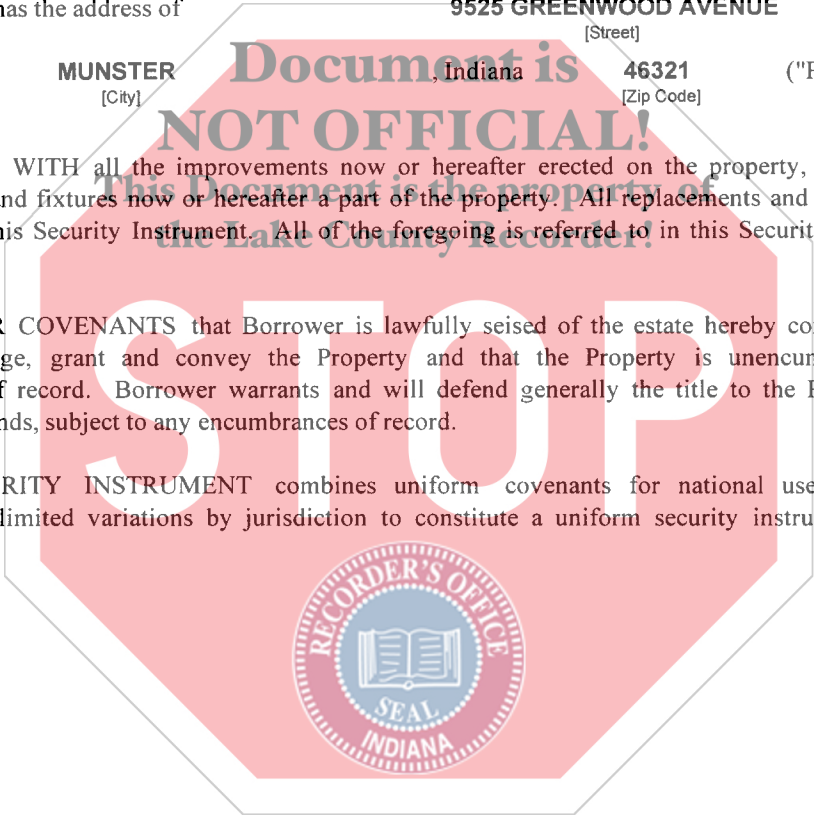 has the address of 9525 GREENWOOD AVENUE
[Street]
Document is
MUNSTER , Indiana 46321 ("
[City] [Zip Code]
NOT OFFICIAL!
WITH all the improvements now or hereafter erected on the property,
This Document is the property of
and fixtures now or hereafter a part of the property. All replacements and
the Lake County Recorder!
his Security Instrument. All of the foregoing is referred to in this Securit
STOP
R COVENANTS that Borrower is lawfully seised of the estate hereby co
ge, grant and convey the Property and that the Property is unencum
f record. Borrower warrants and will defend generally the title to the
nds, subject to any encumbrances of record.
RITY INSTRUMENT combines uniform covenants for national use
limited variations by jurisdiction to constitute a uniform security instru
RECORDER'S OFFICE
SEAL
INDIANA